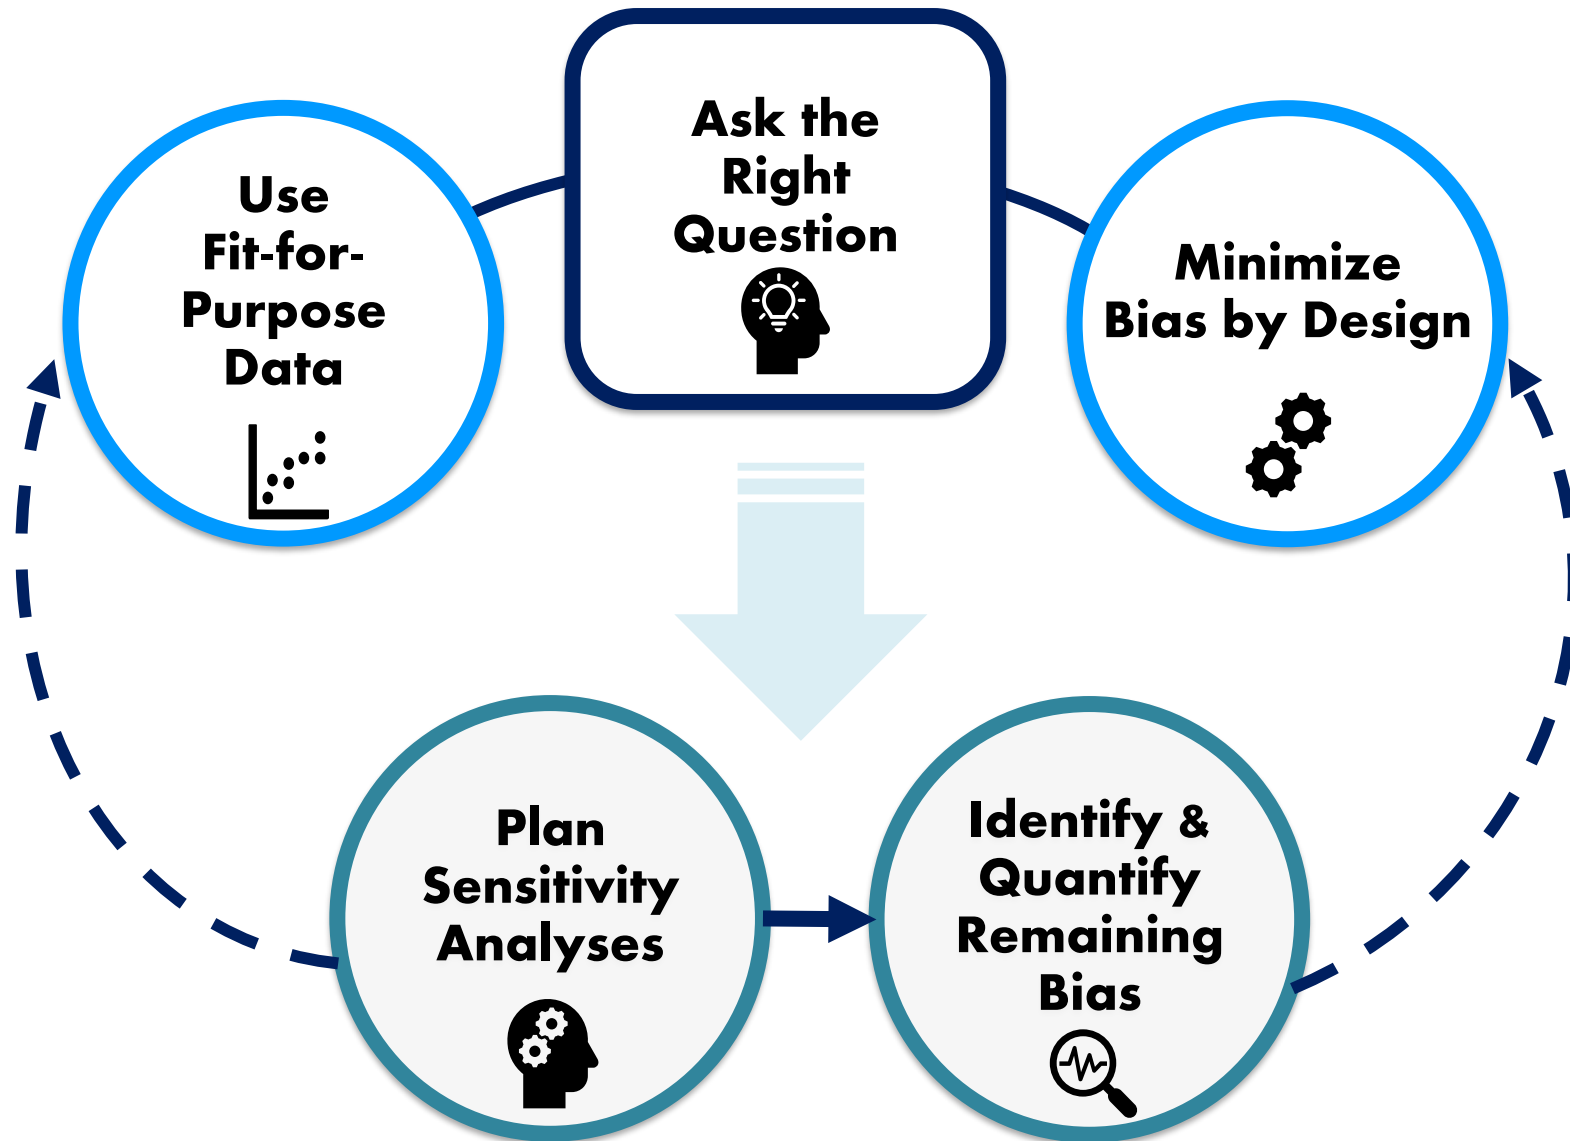 Use
Fit-for-
Purpose
Data
Ask the
Right
Question
Minimize
Bias by Design
Plan
Sensitivity
Analyses
Identify &
Quantify
Remaining
Bias